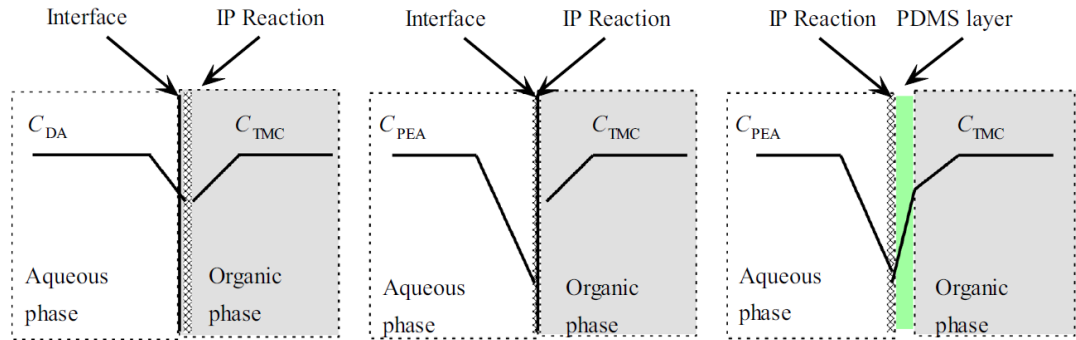 Interface IP Reaction
C_DA C_TMC
Aqueous phase
Organic phase
Interface IP Reaction
C_PEA C_TMC
Aqueous phase
Organic phase
IP Reaction PDMS layer
C_PEA C_TMC
Aqueous phase
Organic phase